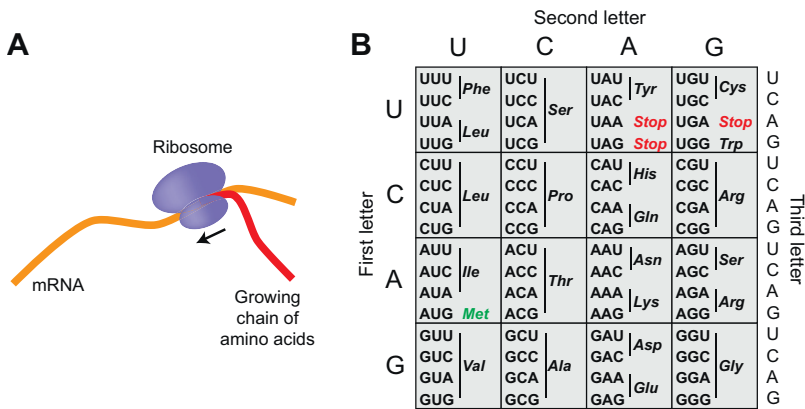 A
Ribosome
mRNA
Growing
chain of
amino acids
B
Second letter
U C A G
First letter
Third letter
U
UUU Phe UCU Ser UAU Tyr UGU Cys U
UUC UCC UAC UGC C
UUA Leu UCA UAA Stop UGA Stop A
UUG UCG UAG Stop UGG Trp G
C
CUU Leu CCU Pro CAU His CGU Arg U
CUC CCC CAC CGC C
CUA CCA CAA Gln CGA A
CUG CCG CAG CGG G
A
AUU Ile ACU Thr AAU Asn AGU Ser U
AUC ACC AAC AGC C
AUA ACA AAA Lys AGA Arg A
AUG Met ACG AAG AGG G
G
GUU Val GCU Ala GAU Asp GGU Gly U
GUC GCC GAC GGC C
GUA GCA GAA Glu GGA A
GUG GCG GAG GGG G